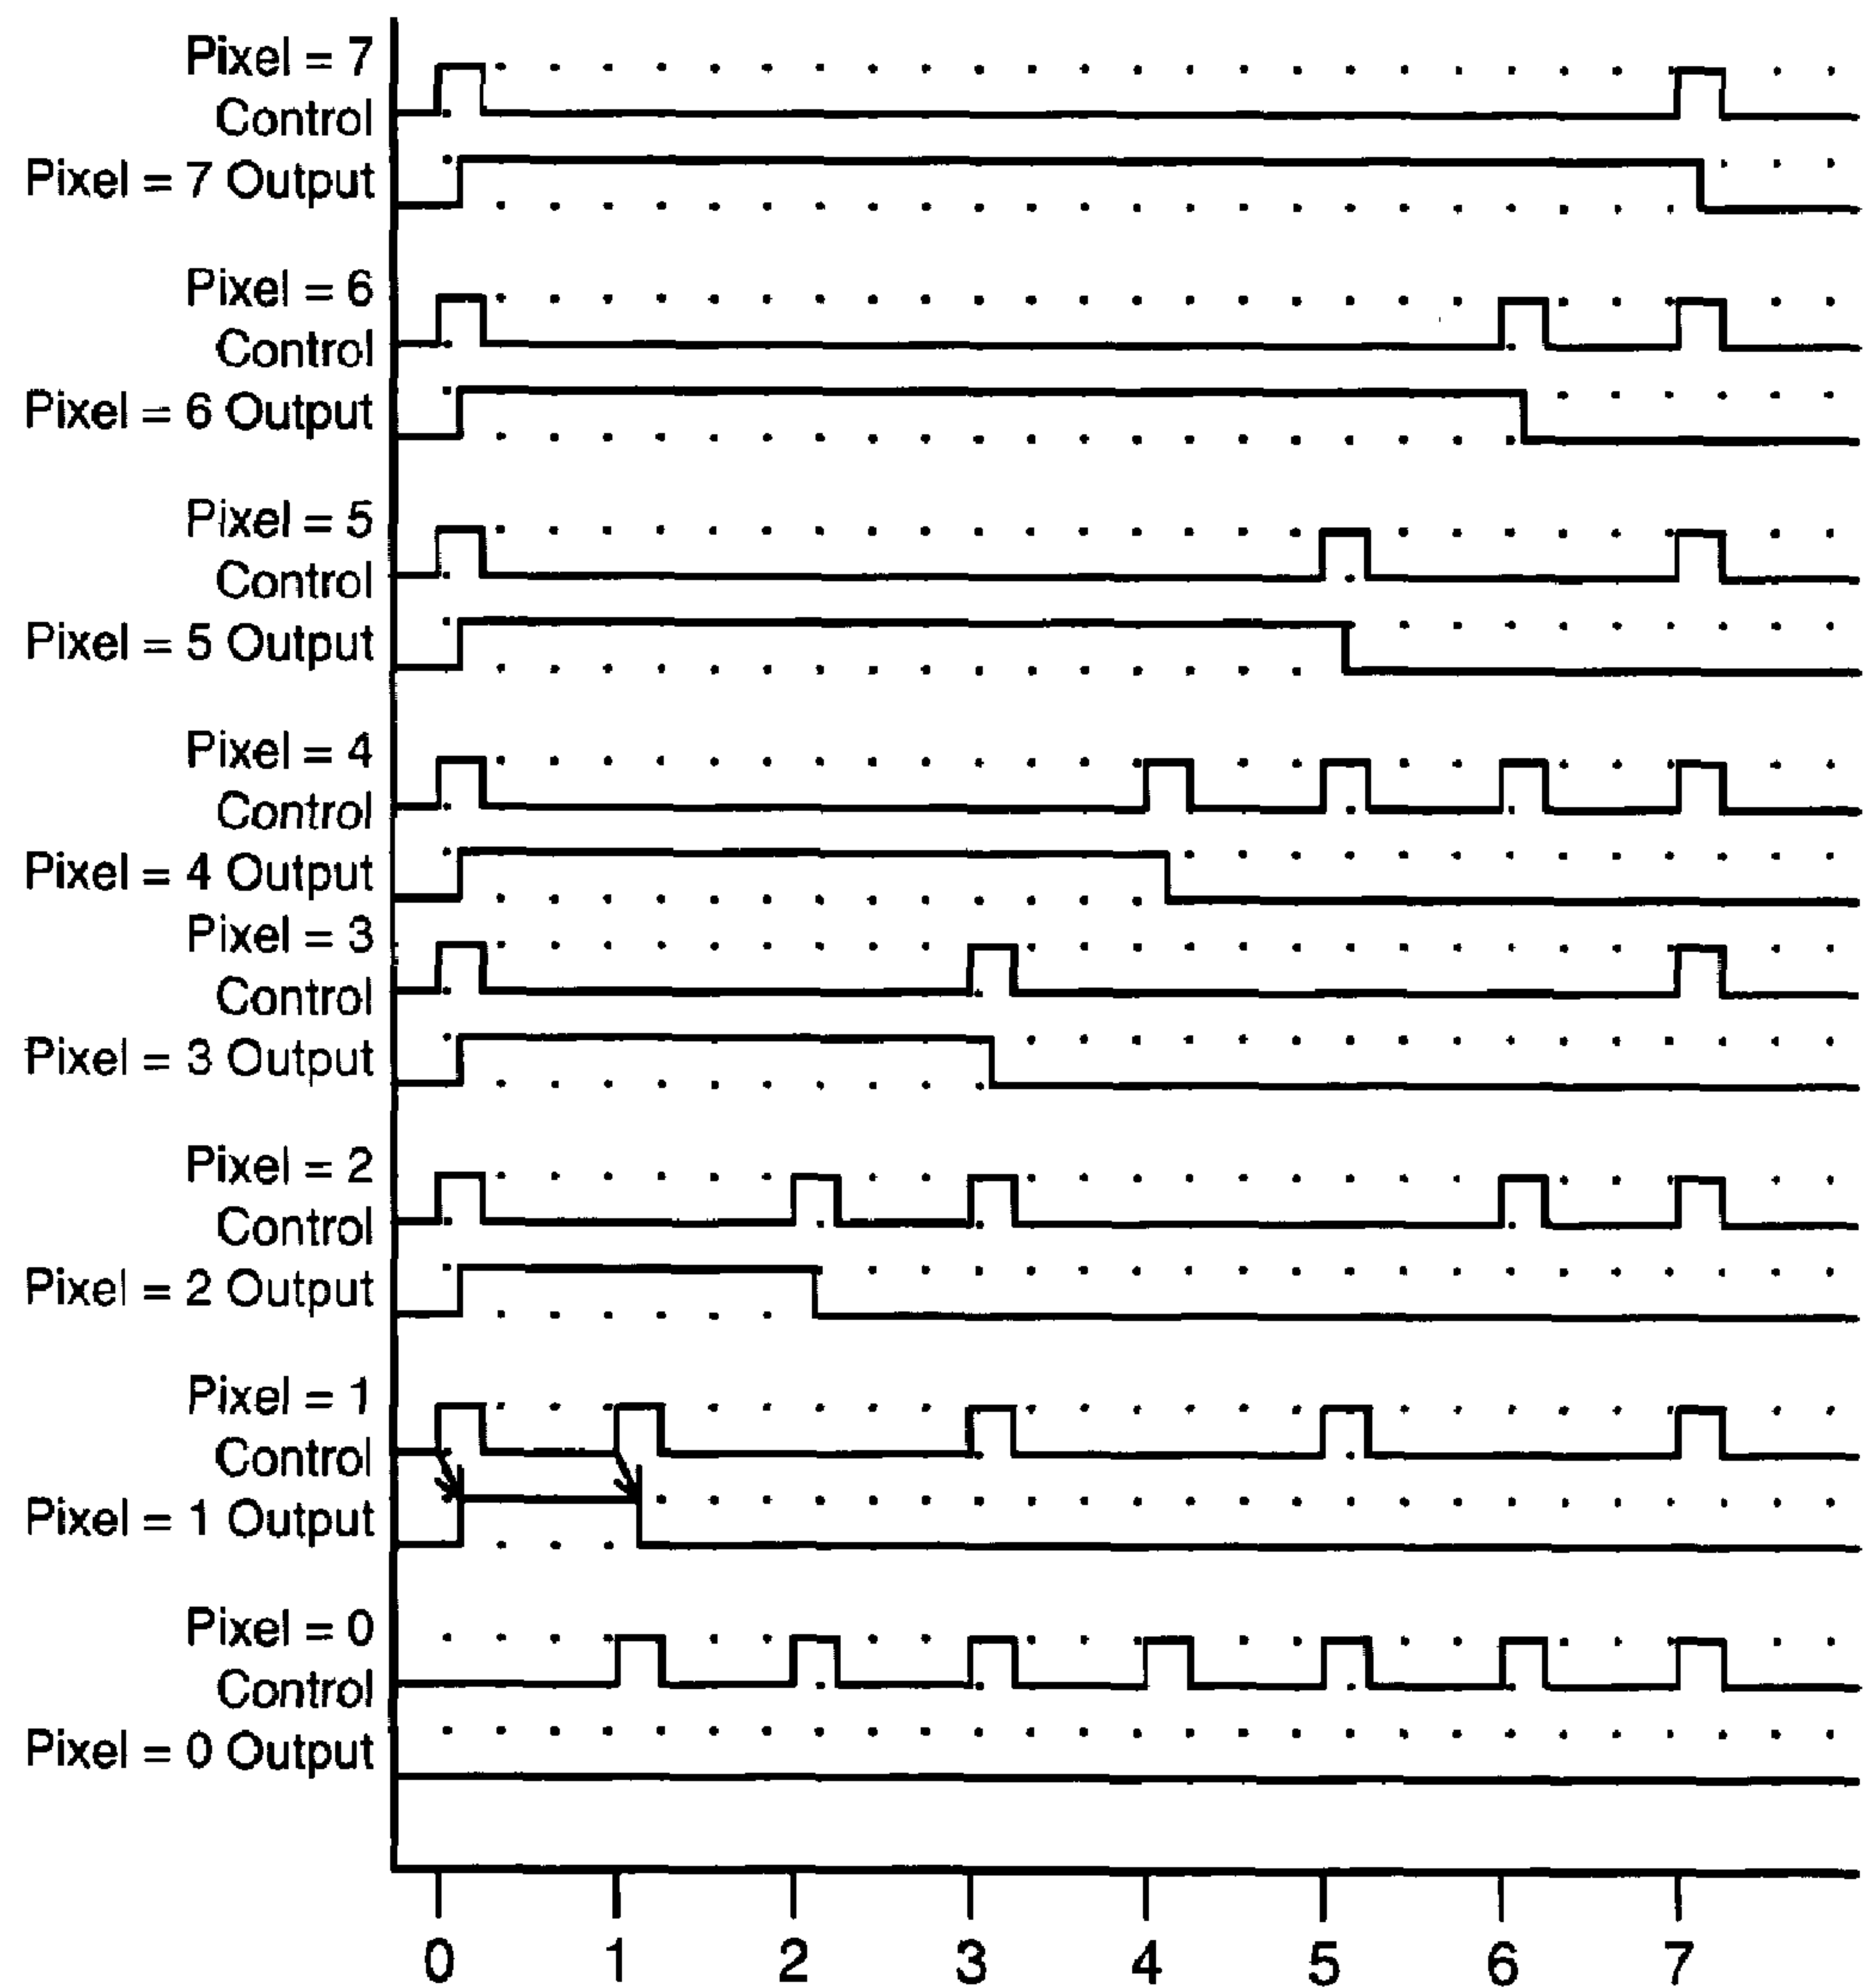 Pixel = 7
Control
Pixel = 7 Output
Pixel = 6
Control
Pixel = 6 Output
Pixel = 5
Control
Pixel = 5 Output
Pixel = 4
Control
Pixel = 4 Output
Pixel = 3
Control
Pixel = 3 Output
Pixel = 2
Control
Pixel = 2 Output
Pixel = 1
Control
Pixel = 1 Output
Pixel = 0
Control
Pixel = 0 Output
0 1 2 3 4 5 6 7